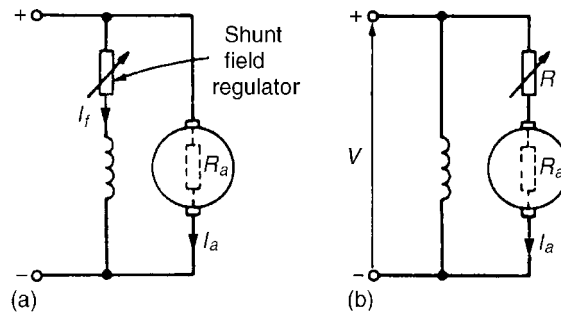 +
Shunt
field
regulator
I_f
R_a
I_a
−
(a)
+
R
V
R_a
I_a
−
(b)